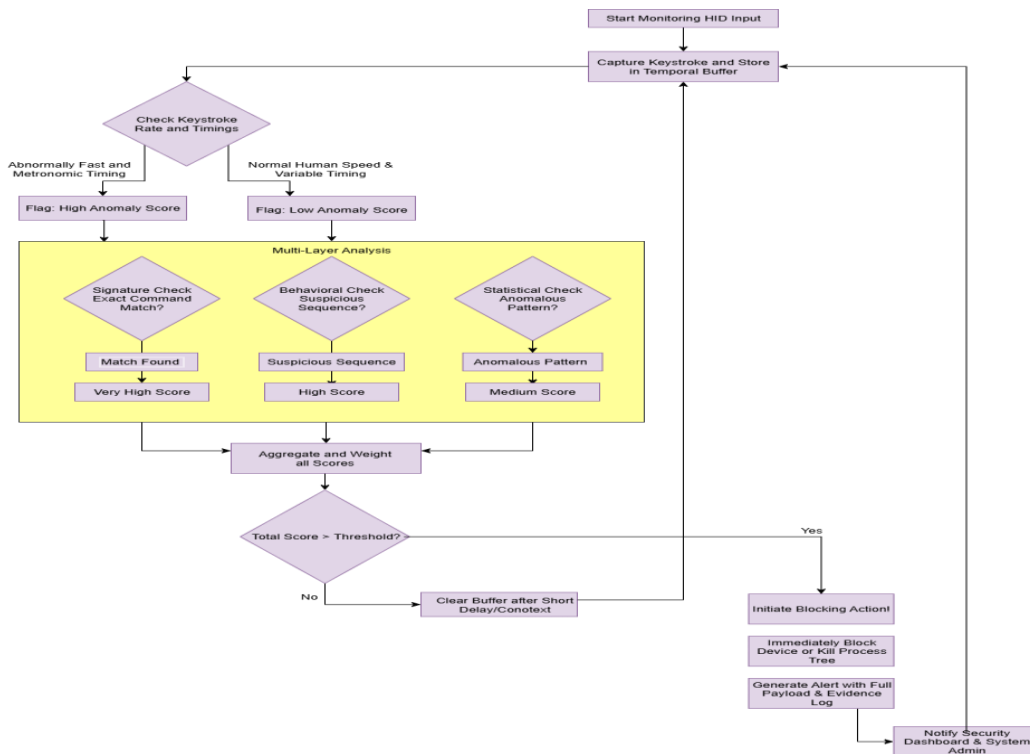 Start Monitoring HID Input
Capture Keystroke and Store
in Temporal Buffer
Check Keystroke
Rate and Timings
Abnormally Fast and
Metronomic Timing
Normal Human Speed &
Variable Timing
Flag: High Anomaly Score
Flag: Low Anomaly Score
Multi-Layer Analysis
Signature Check
Exact Command
Match?
Behavioral Check
Suspicious
Sequence?
Statistical Check
Anomalous
Pattern?
Match Found
Suspicious Sequence
Anomalous Pattern
Very High Score
High Score
Medium Score
Aggregate and Weight
all Scores
Total Score > Threshold?
Yes
No
Clear Buffer after Short
Delay/Conotext
Initiate Blocking Action!
Immediately Block
Device or Kill Process
Tree
Generate Alert with Full
Payload & Evidence
Log
Notify Security
Dashboard & System
Admin